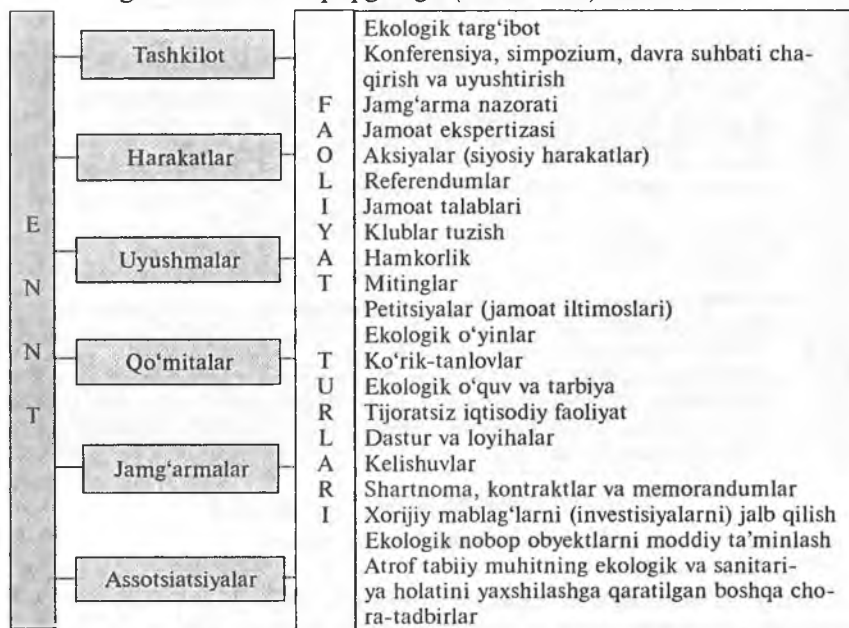 E
N
N
T
Tashkilot
Harakatlar
Uyushmalar
Qo‘mitalar
Jamg‘armalar
Assotsiatsiyalar
F
A
O
L
I
Y
A
T
T
U
R
L
A
R
I
Ekologik targ‘ibot
Konferensiya, simpozium, davra suhbati cha-
qirish va uyushtirish
Jamg‘arma nazorati
Jamoat ekspertizasi
Aksiyalar (siyosiy harakatlar)
Referendumlar
Jamoat talablari
Klublar tuzish
Hamkorlik
Mitinglar
Petitsiyalar (jamoat iltimoslari)
Ekologik o‘yinlar
Ko‘rik-tanlovlar
Ekologik o‘quv va tarbiya
Tijoratsiz iqtisodiy faoliyat
Dastur va loyihalar
Kelishuvlar
Shartnoma, kontraktlar va memorandumlar
Xorijiy mablag‘larni (investisiyalarni) jalb qilish
Ekologik nobop obyektlarni moddiy ta’minlash
Atrof tabiiy muhitning ekologik va sanitari-
ya holatini yaxshilashga qaratilgan boshqa cho-
ra-tadbirlar